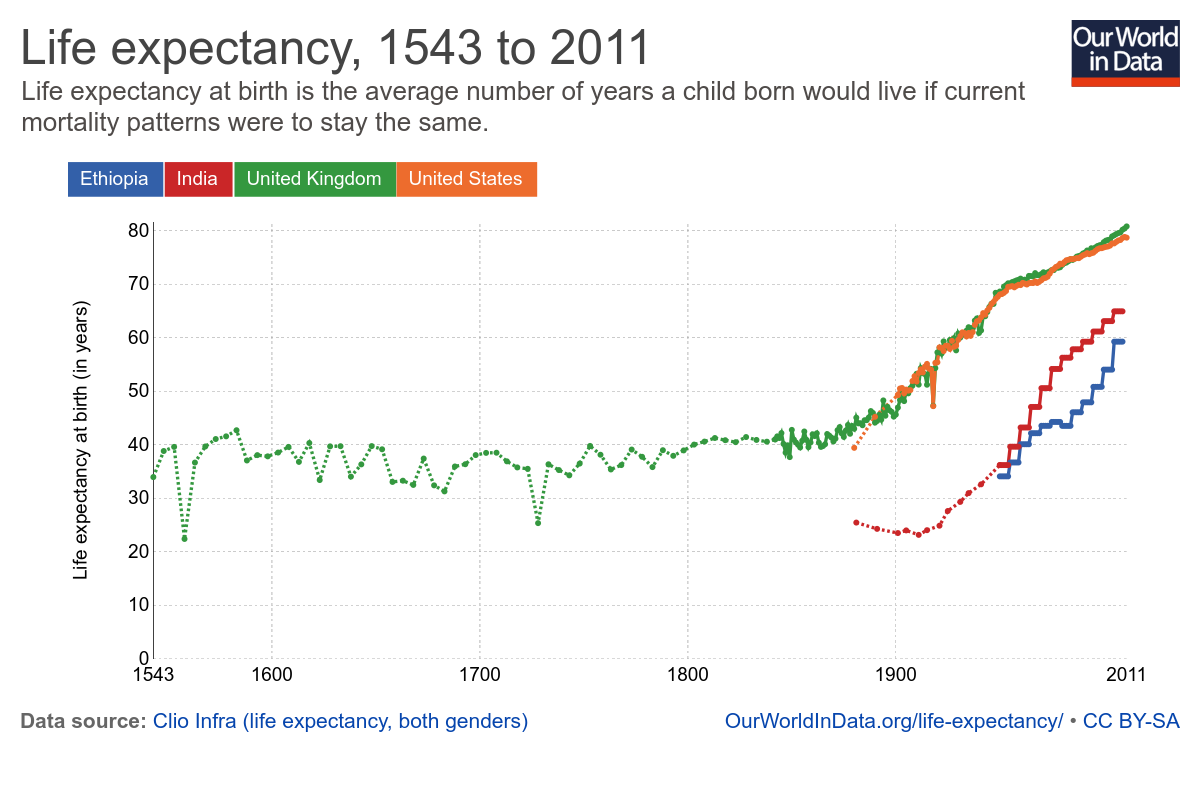 Life expectancy, 1543 to 2011
Our World
in Data
Life expectancy at birth is the average number of years a child born would live if current
mortality patterns were to stay the same.
Ethiopia
India
United Kingdom
United States
Life expectancy at birth (in years)
80
70
60
50
40
30
20
10
0
1543
1600
1700
1800
1900
2011
Data source: Clio Infra (life expectancy, both genders)
OurWorldInData.org/life-expectancy/ • CC BY-SA